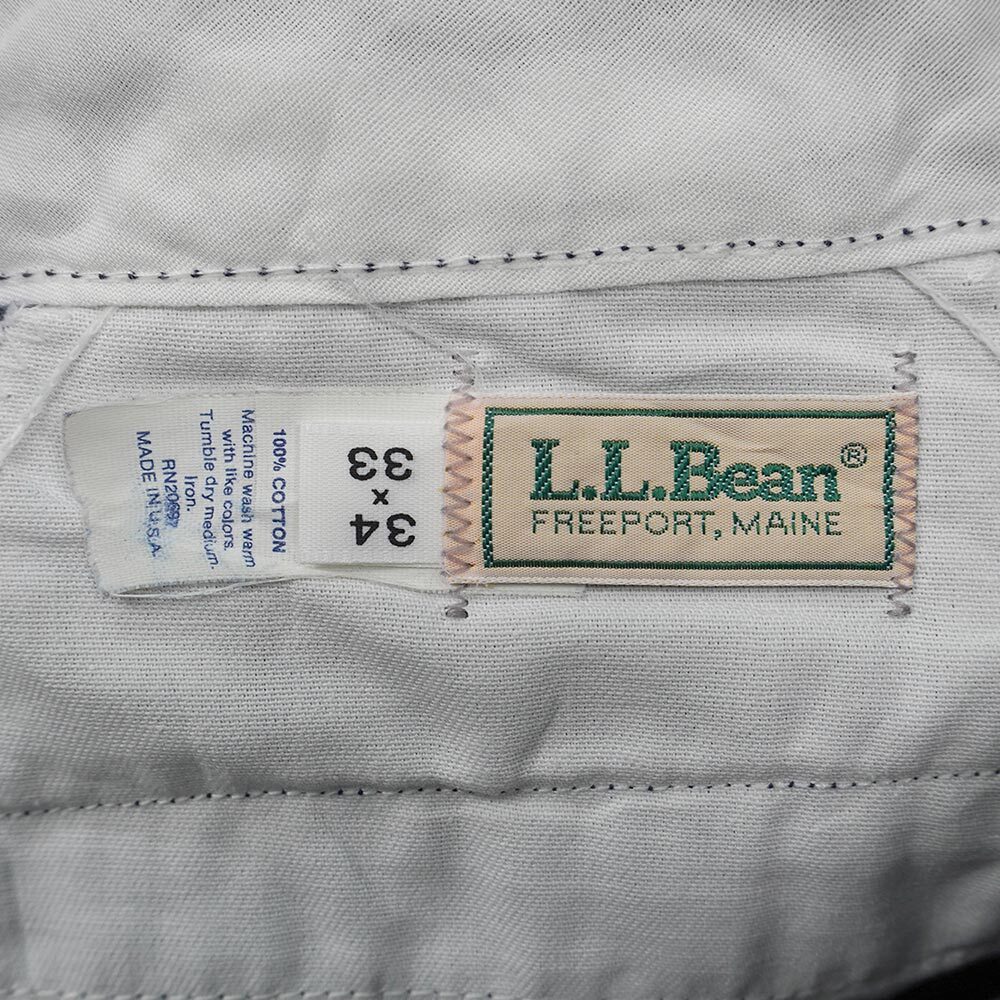 L.L.Bean®
FREEPORT, MAINE
34
x
33
100% COTTON
Machine wash warm
with like colors.
Tumble dry medium.
Iron.
MADE IN U.S.A.